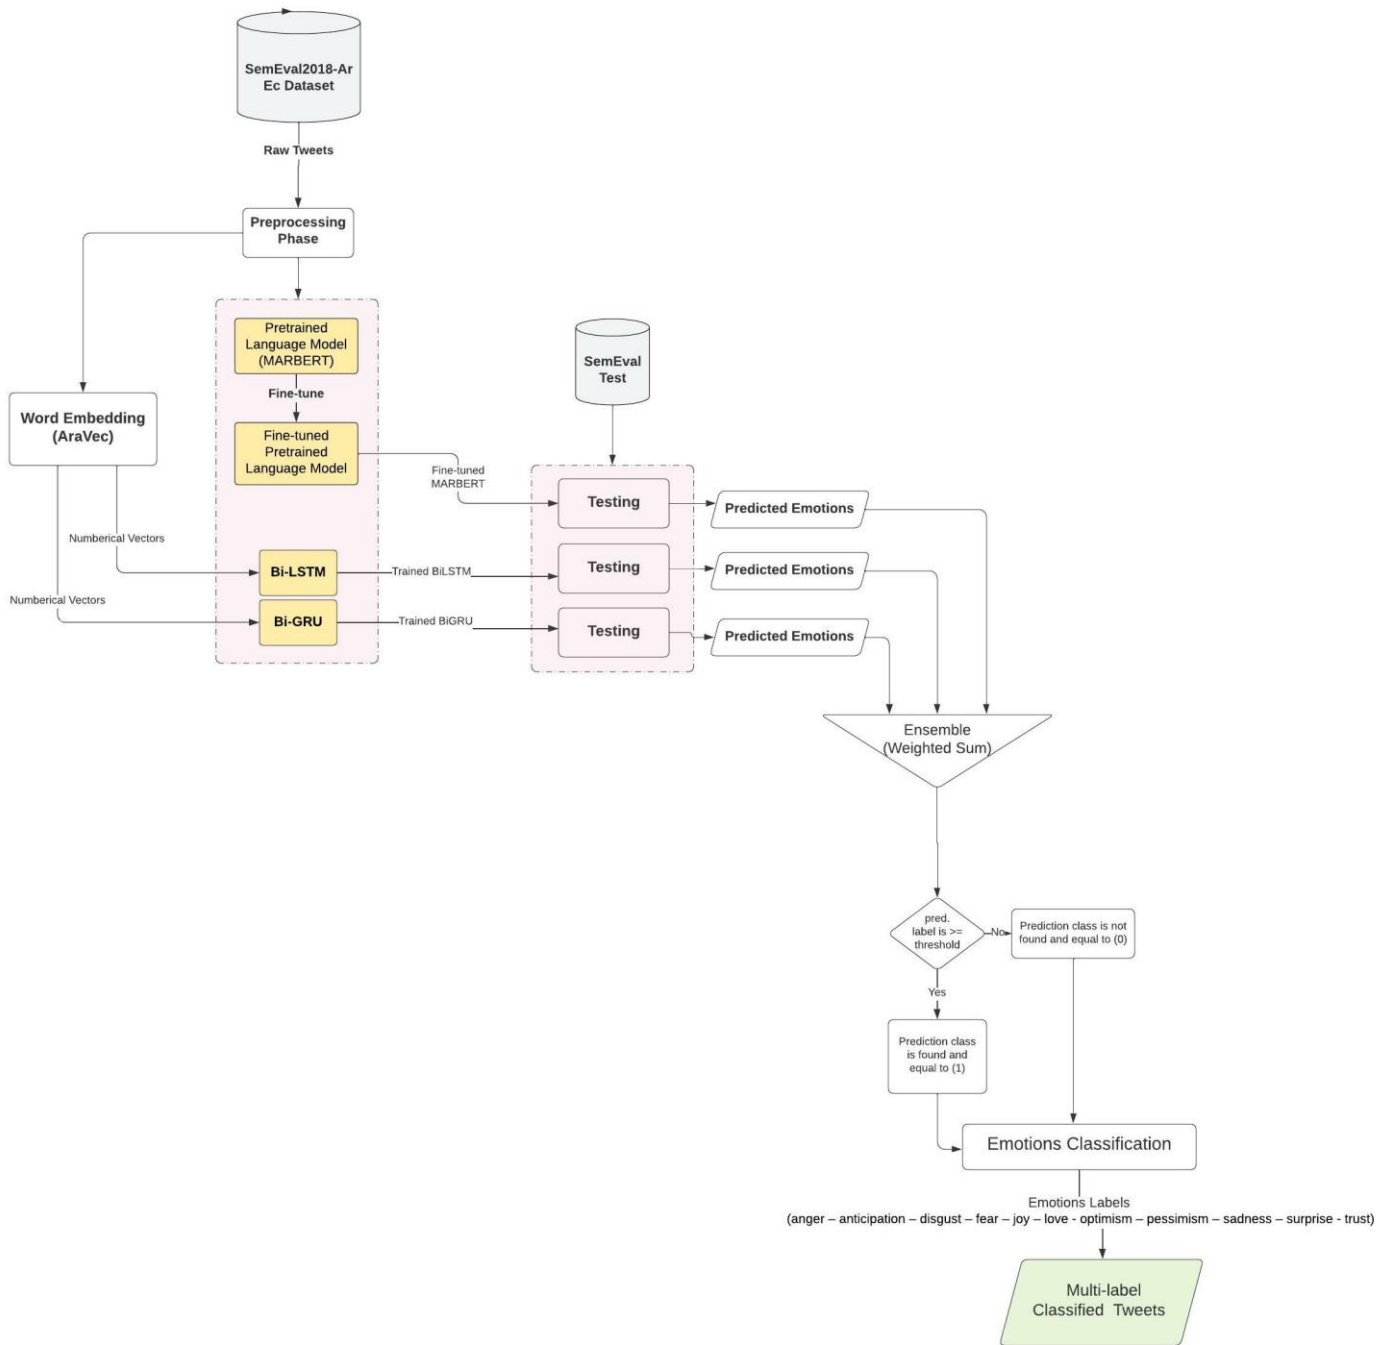 SemEval2018-Ar
Ec Dataset
Raw Tweets
Preprocessing
Phase
Pretrained
Language Model
(MARBERT)
Fine-tune
Fine-tuned
Pretrained
Language Model
Word Embedding
(AraVec)
Numberical Vectors
Numberical Vectors
Bi-LSTM
Bi-GRU
Fine-tuned
MARBERT
Trained BiLSTM
Trained BiGRU
SemEval
Test
Testing
Testing
Testing
Predicted Emotions
Predicted Emotions
Predicted Emotions
Ensemble
(Weighted Sum)
pred.
label is >=
threshold
No
Prediction class is not
found and equal to (0)
Yes
Prediction class
is found and
equal to (1)
Emotions Classification
Emotions Labels
(anger – anticipation – disgust – fear – joy – love - optimism – pessimism – sadness – surprise - trust)
Multi-label
Classified Tweets